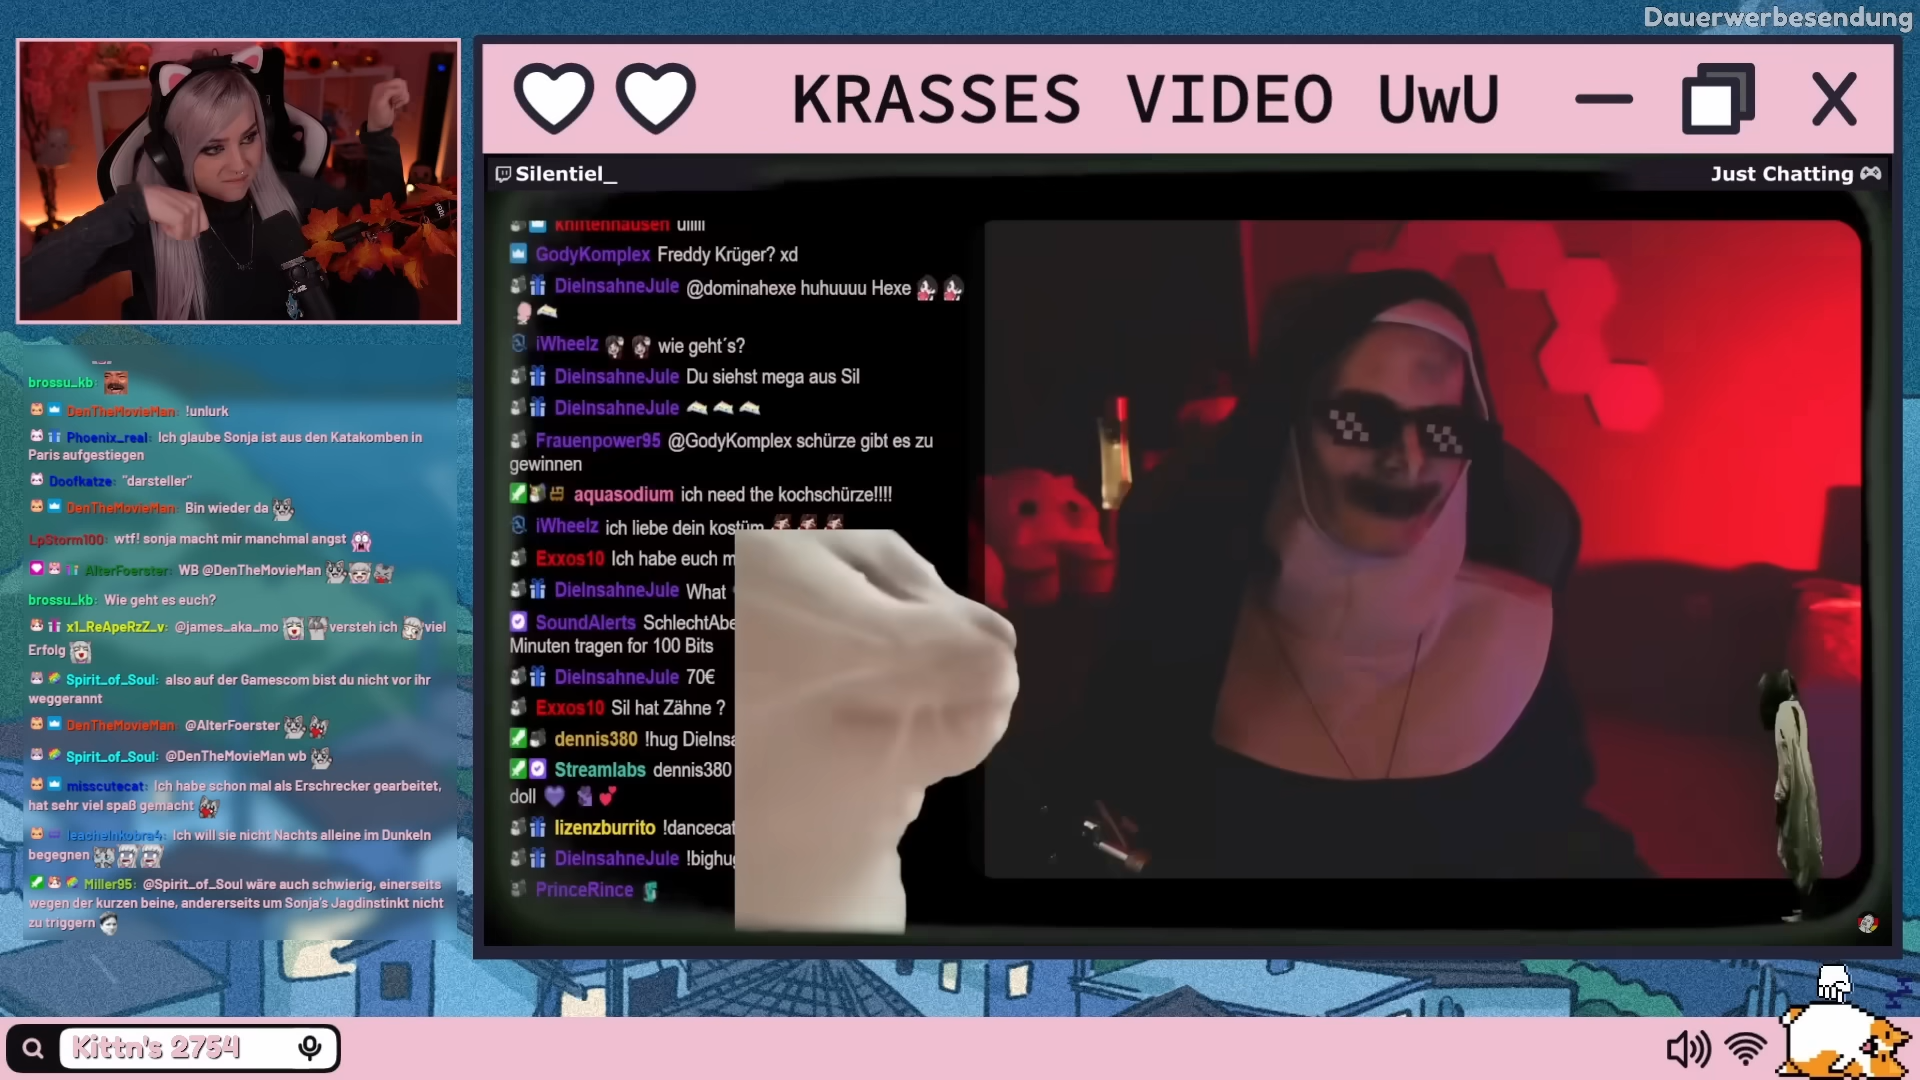 Dauerwerbesendung
KRASSES VIDEO UwU
Silentiel_
Just Chatting
knittenhausen uiiiii
GodyKomplex Freddy Krüger? xd
DieInsahneJule @dominahexe huhuuuu Hexe
iWheelz wie geht´s?
DieInsahneJule Du siehst mega aus Sil
DieInsahneJule
Frauenpower95 @GodyKomplex schürze gibt es zu
gewinnen
aquasodium ich need the kochschürze!!!!
iWheelz ich liebe dein kostüm
Exxos10 Ich habe euch m
DieInsahneJule What
SoundAlerts SchlechtAbe
Minuten tragen for 100 Bits
DieInsahneJule 70€
Exxos10 Sil hat Zähne ?
dennis380 !hug DieInsa
Streamlabs dennis380
doll
lizenzburrito !dancecat
DieInsahneJule !bighug
PrinceRince
brossu_kb:
DenTheMovieMan: !unlurk
Phoenix_real: Ich glaube Sonja ist aus den Katakomben in
Paris aufgestiegen
Doofkatze: "darsteller"
DenTheMovieMan: Bin wieder da
LpStorm100: wtf! sonja macht mir manchmal angst
AlterFoerster: WB @DenTheMovieMan
brossu_kb: Wie geht es euch?
x1_ReApeRzZ_v: @james_aka_mo versteh ich viel
Erfolg
Spirit_of_Soul: also auf der Gamescom bist du nicht vor ihr
weggerannt
DenTheMovieMan: @AlterFoerster
Spirit_of_Soul: @DenTheMovieMan wb
misscutecat: Ich habe schon mal als Erschrecker gearbeitet,
hat sehr viel spaß gemacht
leachelnkobra4: Ich will sie nicht Nachts alleine im Dunkeln
begegnen
Miller95: @Spirit_of_Soul wäre auch schwierig, einerseits
wegen der kurzen beine, andererseits um Sonja's Jagdinstinkt nicht
zu triggern
Kittn's 2754